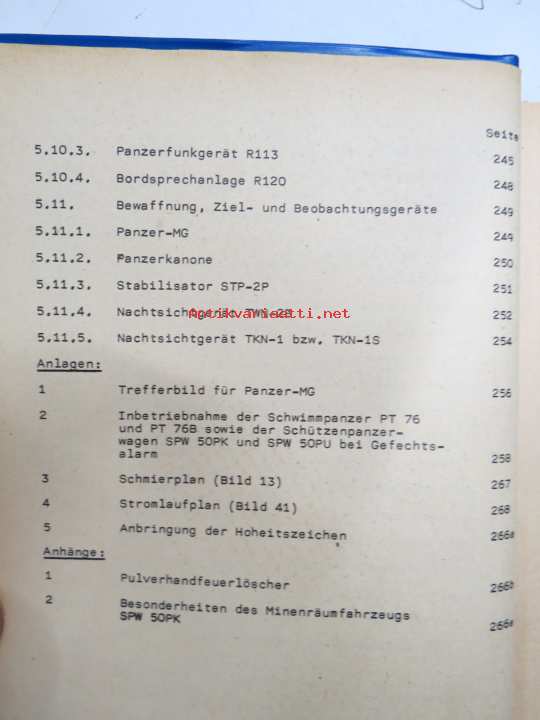 Seite
5.10.3. Panzerfunkgerät R113 245
5.10.4. Bordsprechanlage R120 248
5.11. Bewaffnung, Ziel- und Beobachtungsgeräte 249
5.11.1. Panzer-MG 249
5.11.2. Panzerkanone 250
5.11.3. Stabilisator STP-2P 251
5.11.4. Nachtsichtgerät TWN-2B 252
Antikvariaatti.net
5.11.5. Nachtsichtgerät TKN-1 bzw. TKN-1S 254
Anlagen:
1 Trefferbild für Panzer-MG 256
2 Inbetriebnahme der Schwimmpanzer PT 76
und PT 76B sowie der Schützenpanzer-
wagen SPW 50PK und SPW 50PU bei Gefechts-
alarm 258
3 Schmierplan (Bild 13) 267
4 Stromlaufplan (Bild 41) 268
5 Anbringung der Hoheitszeichen 266a
Anhänge:
1 Pulverhandfeuerlöscher 266b
2 Besonderheiten des Minenräumfahrzeugs
SPW 50PK